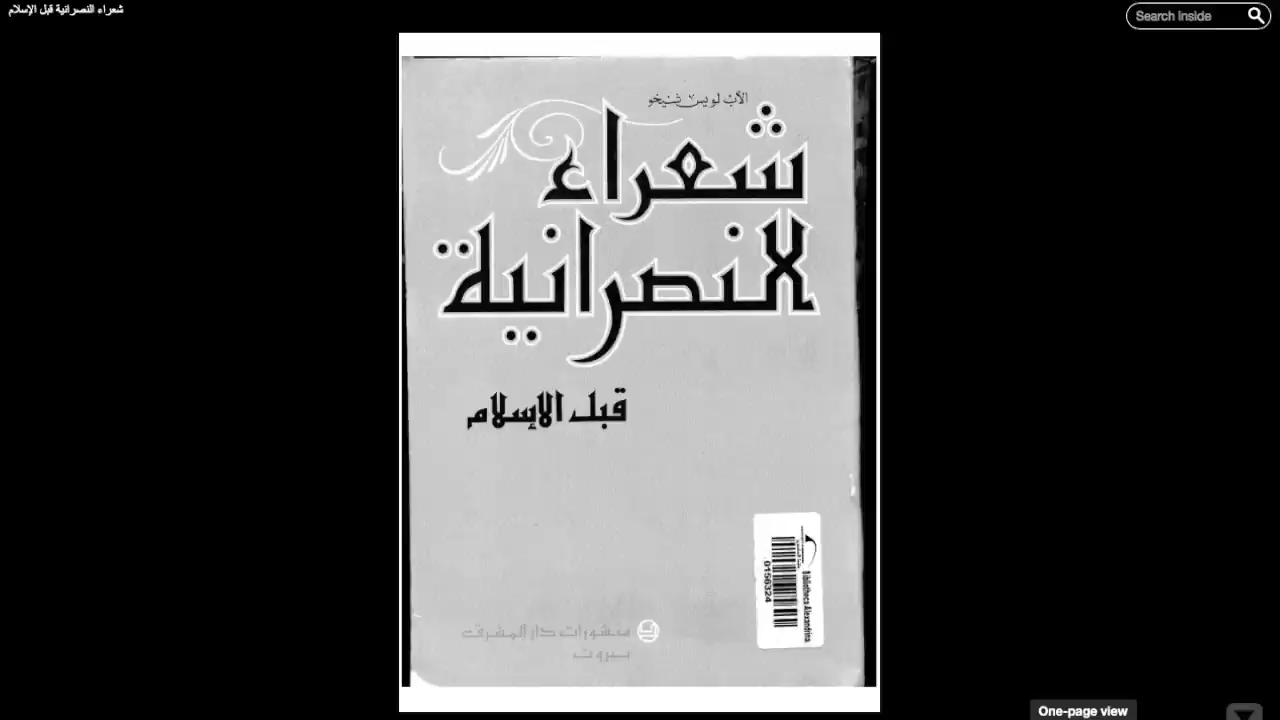 شعراء النصرانية قبل الإسلام
Search inside
الأب لويس شيخو
شعراء
النصرانية
قبل الإسلام
منشورات دار المشرق
بيروت
Bibliotheca Alexandrina
0156324
One-page view